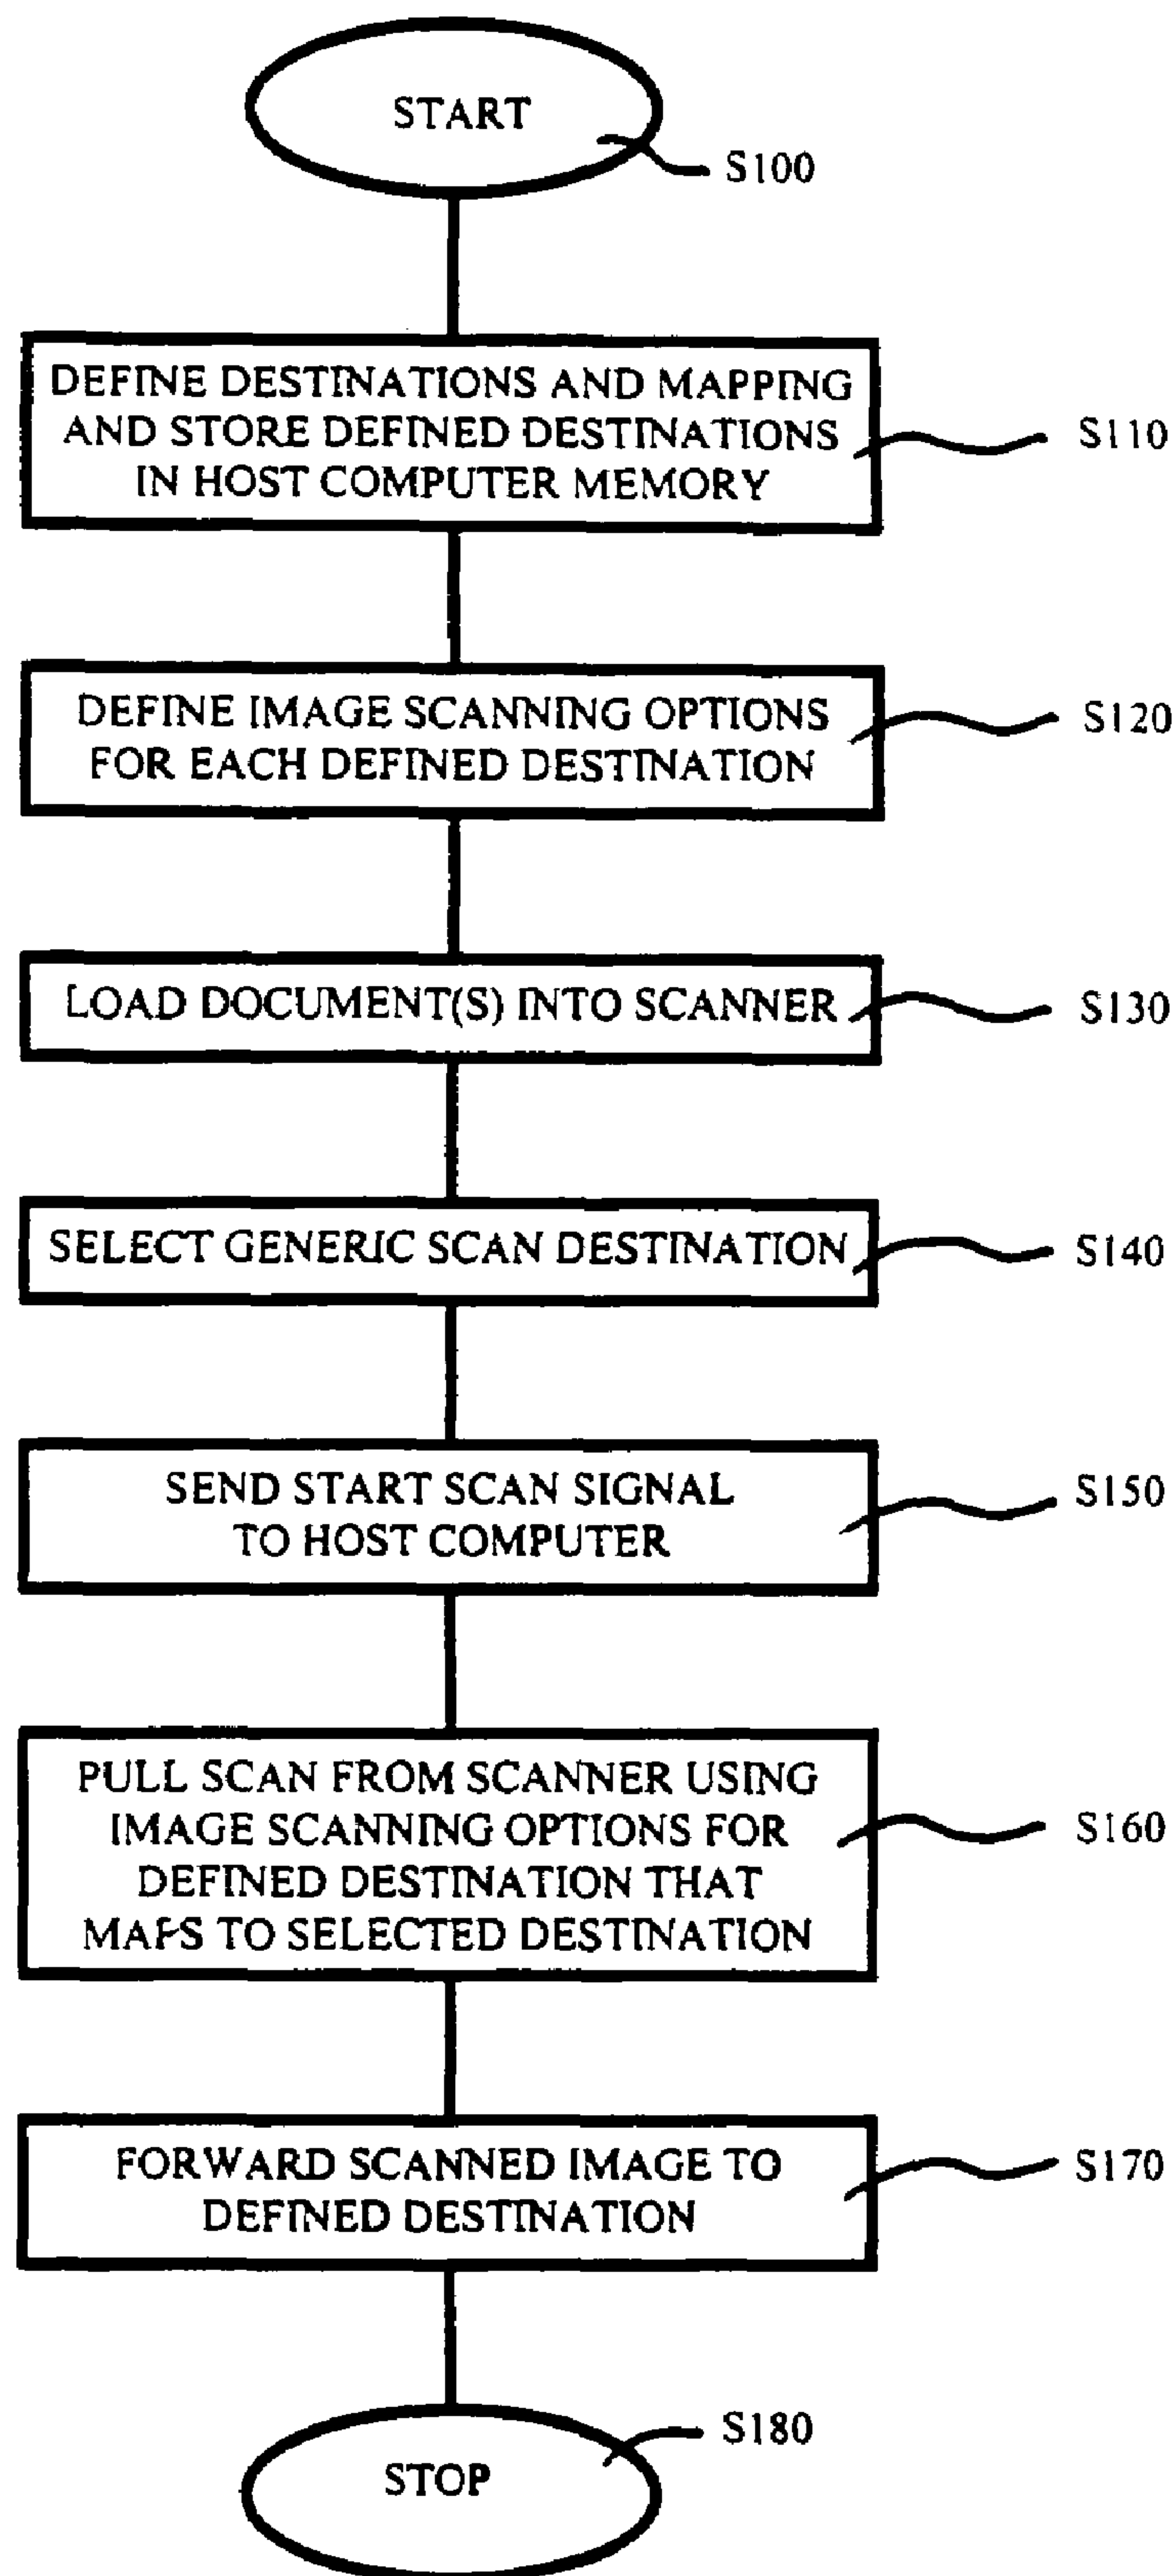 START
S100
DEFINE DESTINATIONS AND MAPPING
AND STORE DEFINED DESTINATIONS
IN HOST COMPUTER MEMORY
S110
DEFINE IMAGE SCANNING OPTIONS
FOR EACH DEFINED DESTINATION
S120
LOAD DOCUMENT(S) INTO SCANNER
S130
SELECT GENERIC SCAN DESTINATION
S140
SEND START SCAN SIGNAL
TO HOST COMPUTER
S150
PULL SCAN FROM SCANNER USING
IMAGE SCANNING OPTIONS FOR
DEFINED DESTINATION THAT
MAPS TO SELECTED DESTINATION
S160
FORWARD SCANNED IMAGE TO
DEFINED DESTINATION
S170
STOP
S180